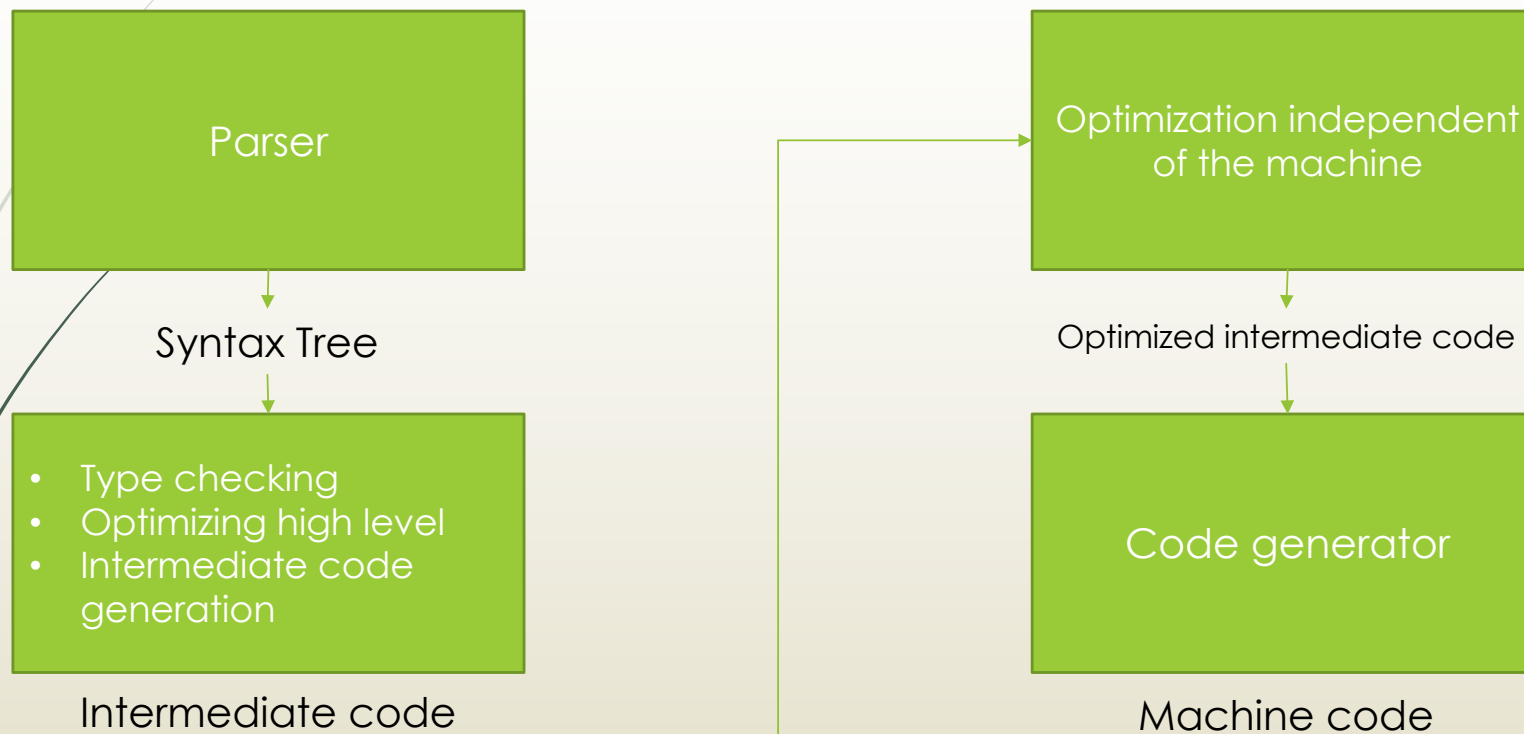 Parser
Syntax Tree
• Type checking
• Optimizing high level
• Intermediate code
generation
Intermediate code
Optimization independent
of the machine
Optimized intermediate code
Code generator
Machine code